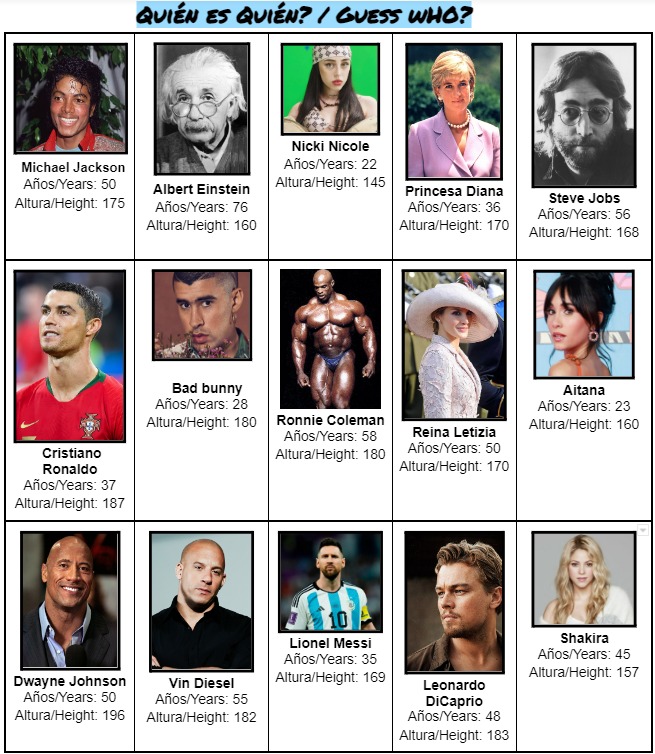 Quién es Quién? / Guess wHO?
Michael Jackson
Años/Years: 50
Altura/Height: 175
Albert Einstein
Años/Years: 76
Altura/Height: 160
Nicki Nicole
Años/Years: 22
Altura/Height: 145
Princesa Diana
Años/Years: 36
Altura/Height: 170
Steve Jobs
Años/Years: 56
Altura/Height: 168
Cristiano
Ronaldo
Años/Years: 37
Altura/Height: 187
Bad bunny
Años/Years: 28
Altura/Height: 180
Ronnie Coleman
Años/Years: 58
Altura/Height: 180
Reina Letizia
Años/Years: 50
Altura/Height: 170
Aitana
Años/Years: 23
Altura/Height: 160
Dwayne Johnson
Años/Years: 50
Altura/Height: 196
Vin Diesel
Años/Years: 55
Altura/Height: 182
10
Lionel Messi
Años/Years: 35
Altura/Height: 169
Leonardo
DiCaprio
Años/Years: 48
Altura/Height: 183
Shakira
Años/Years: 45
Altura/Height: 157